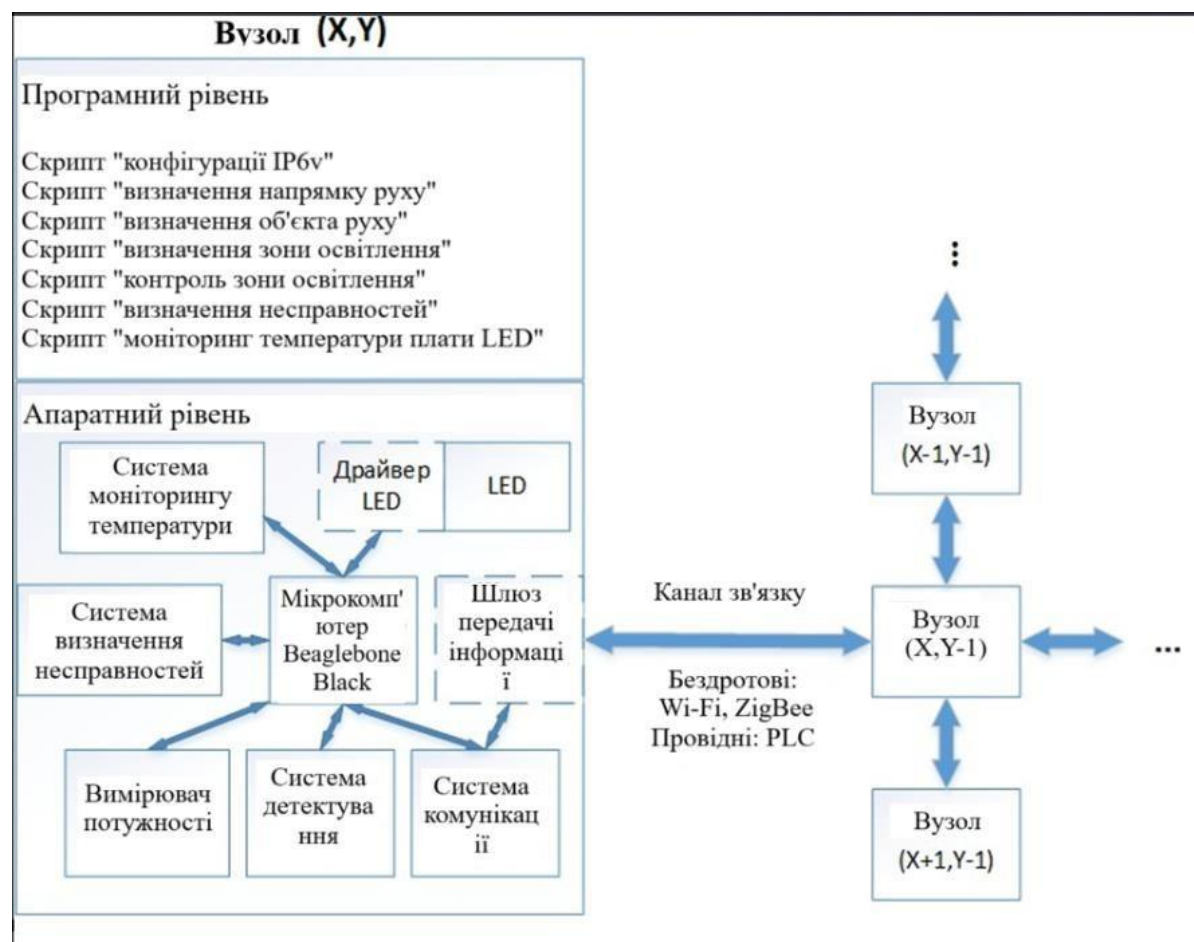 Вузол (X,Y)
Програмний рівень
Скрипт "конфігурації IP6v"
Скрипт "визначення напрямку руху"
Скрипт "визначення об'єкта руху"
Скрипт "визначення зони освітлення"
Скрипт "контроль зони освітлення"
Скрипт "визначення несправностей"
Скрипт "моніторинг температури плати LED"
Апаратний рівень
Система
моніторингу
температури
Драйвер
LED
LED
Система
визначення
несправностей
Мікрокомп'
ютер
Beaglebone
Black
Шлюз
передачі
інформаці
ї
Вимірювач
потужності
Система
детектува
ння
Система
комунікац
ії
Канал зв'язку
Бездротові:
Wi-Fi, ZigBee
Провідні: PLC
...
Вузол
(X-1,Y-1)
Вузол
(X,Y-1)
...
Вузол
(X+1,Y-1)